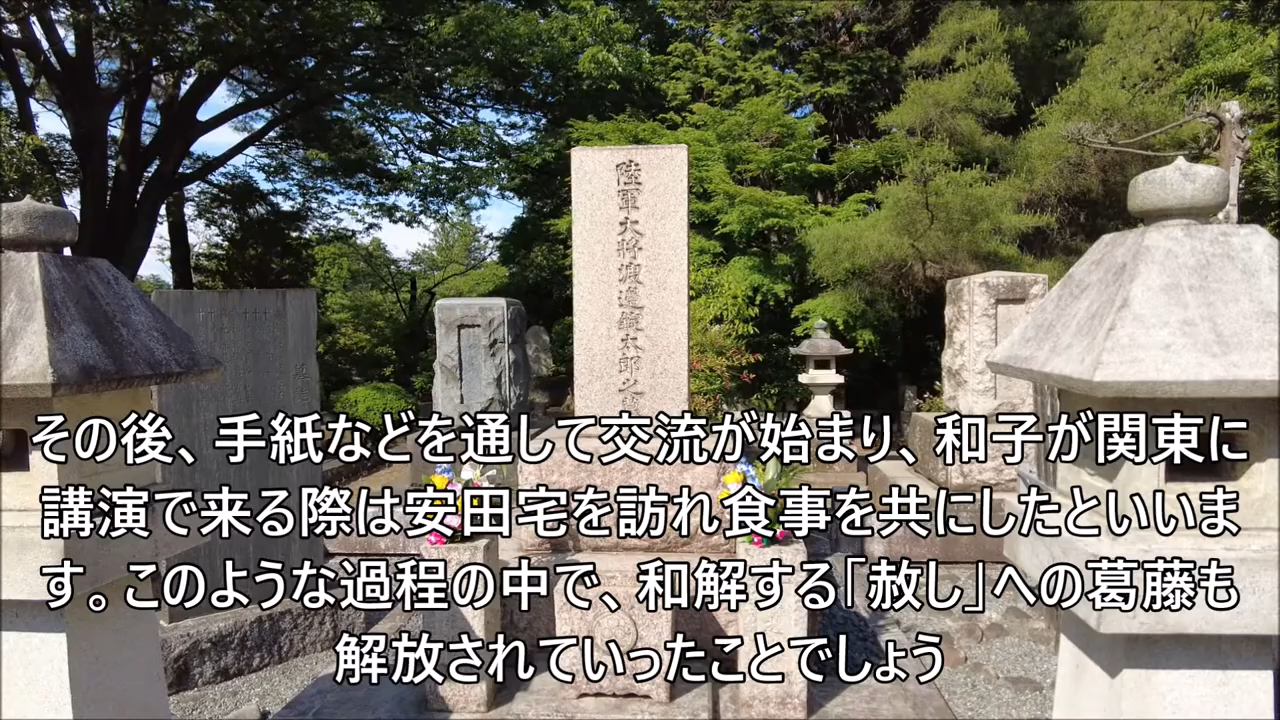 陸軍大将渡邉錠太郎之
その後、手紙などを通して交流が始まり、和子が関東に
講演で来る際は安田宅を訪れ食事を共にしたといいま
す。このような過程の中で、和解する「赦し」への葛藤も
解放されていったことでしょう